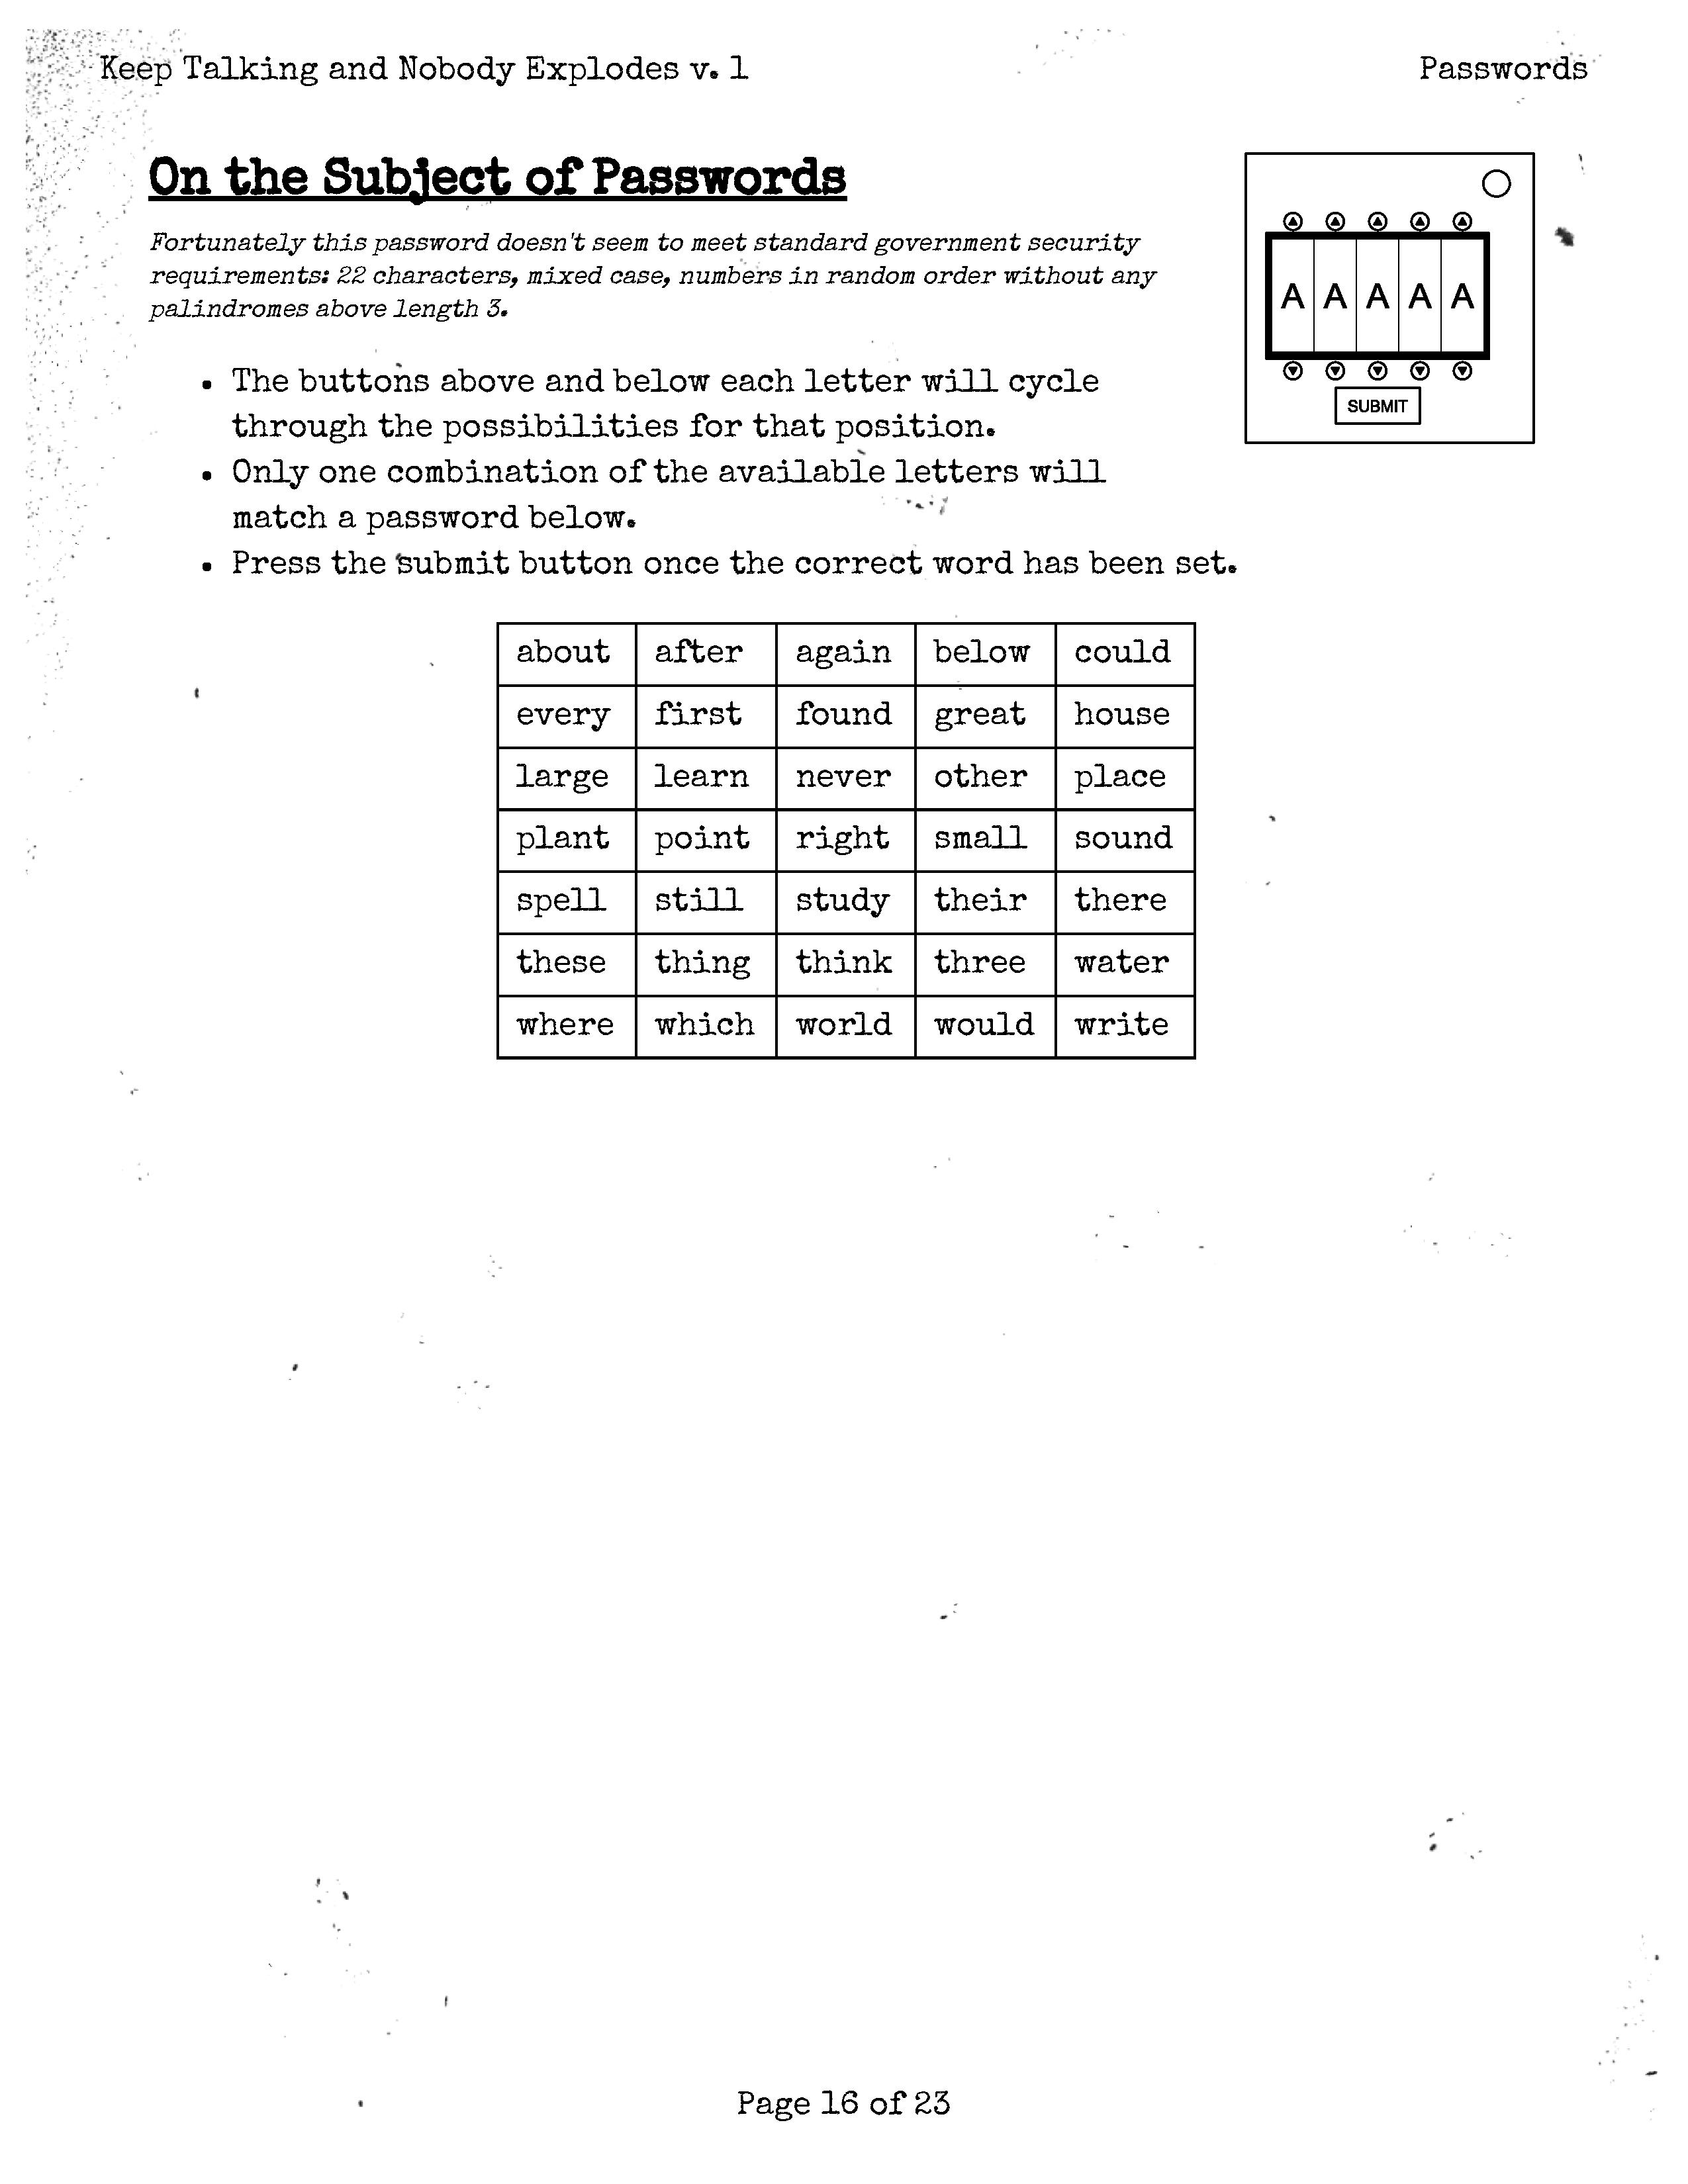 Keep Talking and Nobody Explodes v. 1
Passwords
On the Subject of Passwords
Fortunately this password doesn't seem to meet standard government security
requirements: 22 characters, mixed case, numbers in random order without any
palindromes above length 3.
• The buttons above and below each letter will cycle
through the possibilities for that position.
• Only one combination of the available letters will
match a password below.
• Press the submit button once the correct word has been set.
A A A A A
SUBMIT
about after again below could
every first found great house
large learn never other place
plant point right small sound
spell still study their there
these thing think three water
where which world would write
Page 16 of 23